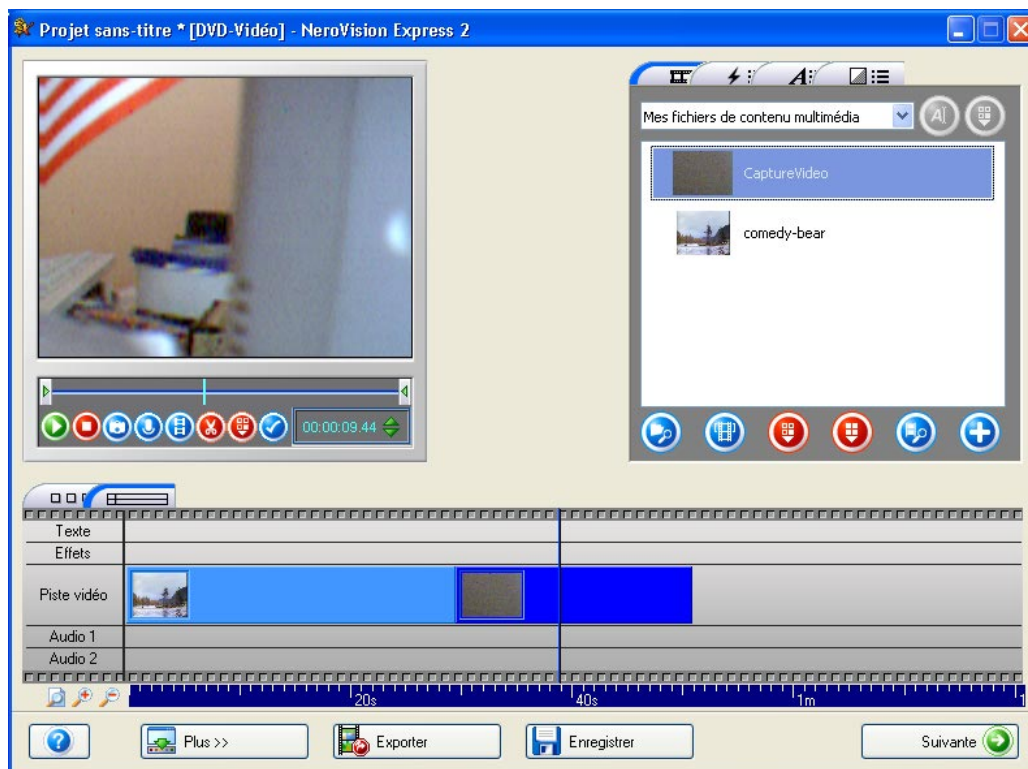 Projet sans-titre * [DVD-Vidéo] - NeroVision Express 2
Mes fichiers de contenu multimédia
CaptureVideo
comedy-bear
00:00:09.44
Texte
Effets
Piste vidéo
Audio 1
Audio 2
20s
40s
1m
1
Plus >>
Exporter
Enregistrer
Suivante